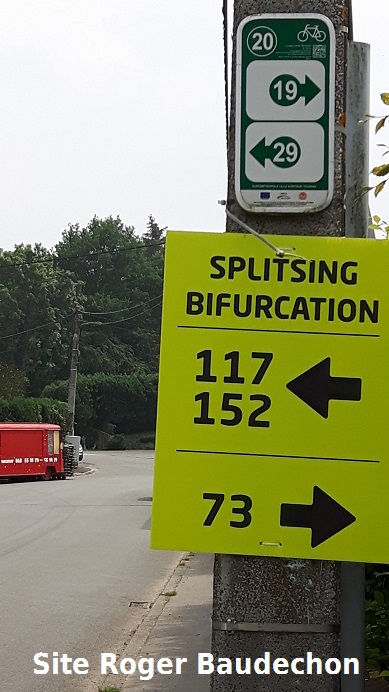 20
19
29
SPLITSING
BIFURCATION
117
152
73
Site Roger Baudechon